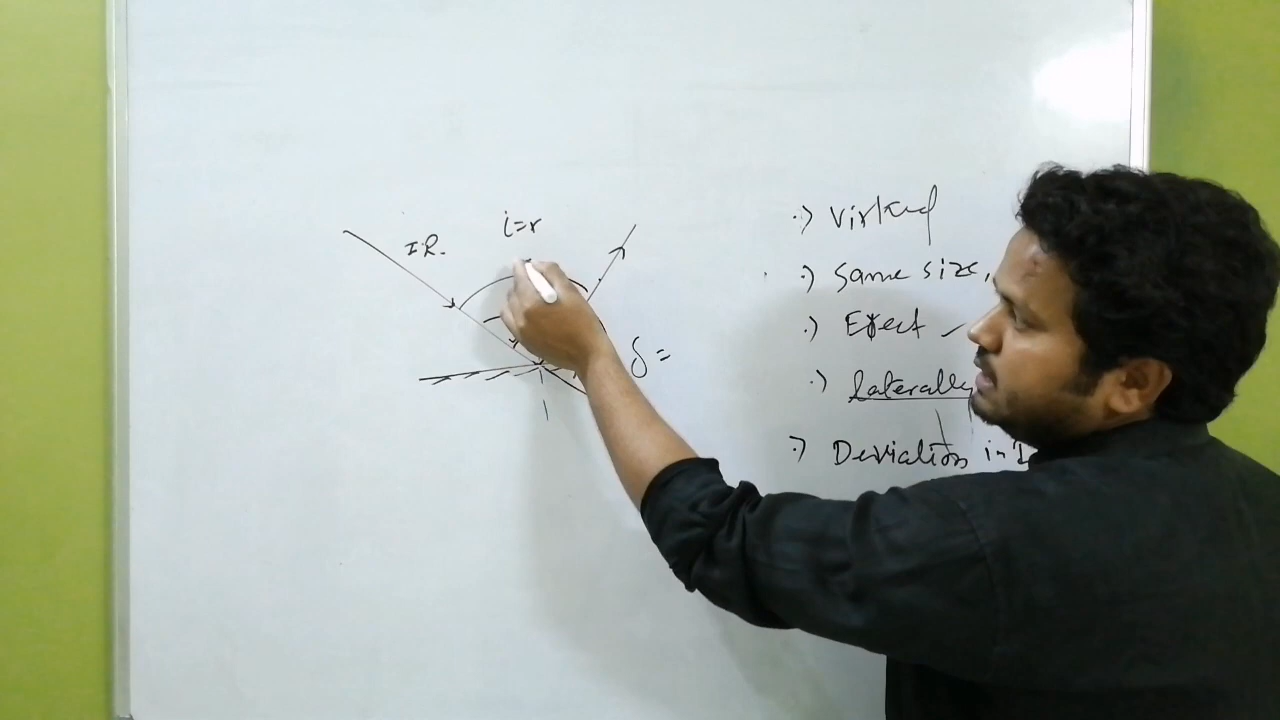 I.R.
i=r
δ =
·) Virtual
·) Same size,
·) Erect
·) laterally
·) Deviation in I